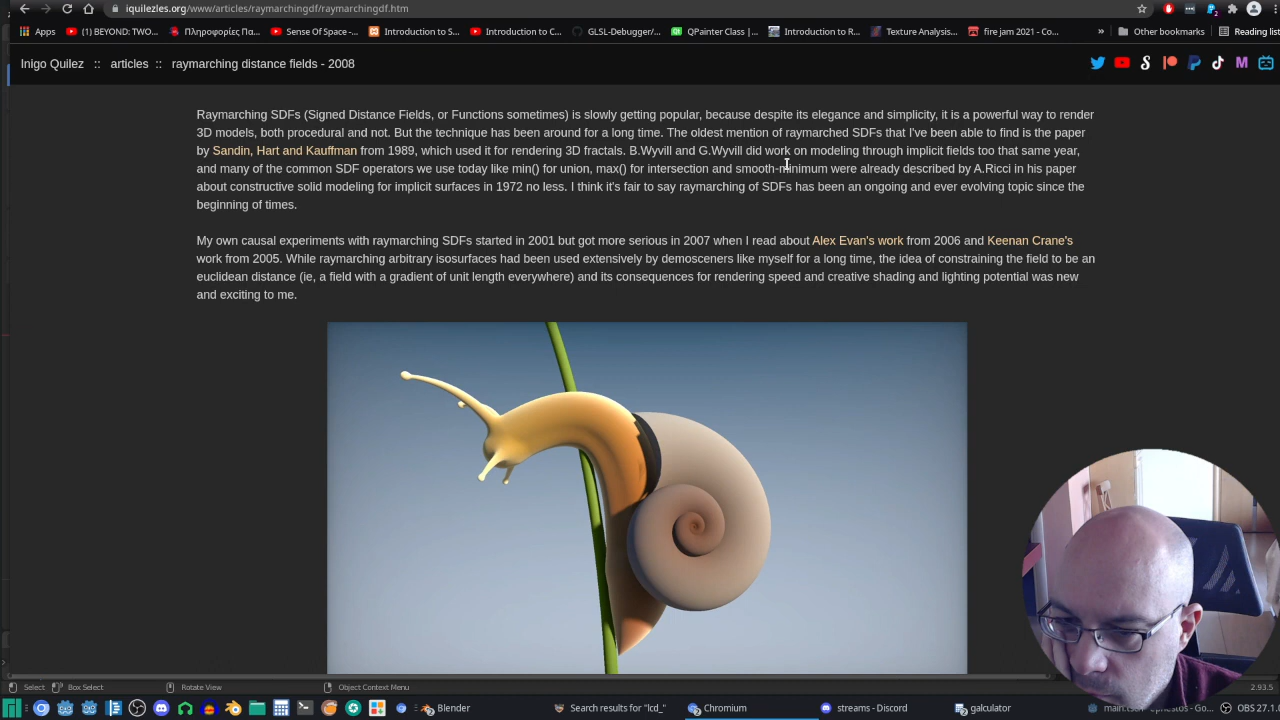 iquilezles.org/www/articles/raymarchingdf/raymarchingdf.htm
Apps (1) BEYOND: TWO... Πληροφορίες Πα... Sense Of Space -... Introduction to S... Introduction to C... GLSL-Debugger/... QPainter Class |... Introduction to R... Texture Analysis... fire jam 2021 - Co... » Other bookmarks Reading list
Inigo Quilez :: articles :: raymarching distance fields - 2008
Raymarching SDFs (Signed Distance Fields, or Functions sometimes) is slowly getting popular, because despite its elegance and simplicity, it is a powerful way to render
3D models, both procedural and not. But the technique has been around for a long time. The oldest mention of raymarched SDFs that I've been able to find is the paper
by Sandin, Hart and Kauffman from 1989, which used it for rendering 3D fractals. B.Wyvill and G.Wyvill did work on modeling through implicit fields too that same year,
and many of the common SDF operators we use today like min() for union, max() for intersection and smooth-minimum were already described by A.Ricci in his paper
about constructive solid modeling for implicit surfaces in 1972 no less. I think it's fair to say raymarching of SDFs has been an ongoing and ever evolving topic since the
beginning of times.
My own causal experiments with raymarching SDFs started in 2001 but got more serious in 2007 when I read about Alex Evan's work from 2006 and Keenan Crane's
work from 2005. While raymarching arbitrary isosurfaces had been used extensively by demosceners like myself for a long time, the idea of constraining the field to be an
euclidean distance (ie, a field with a gradient of unit length everywhere) and its consequences for rendering speed and creative shading and lighting potential was new
and exciting to me.
Select Box Select Rotate View Object Context Menu 2.93.5
Blender Search results for "lcd_" Chromium streams — Discord galculator OBS 27.1.